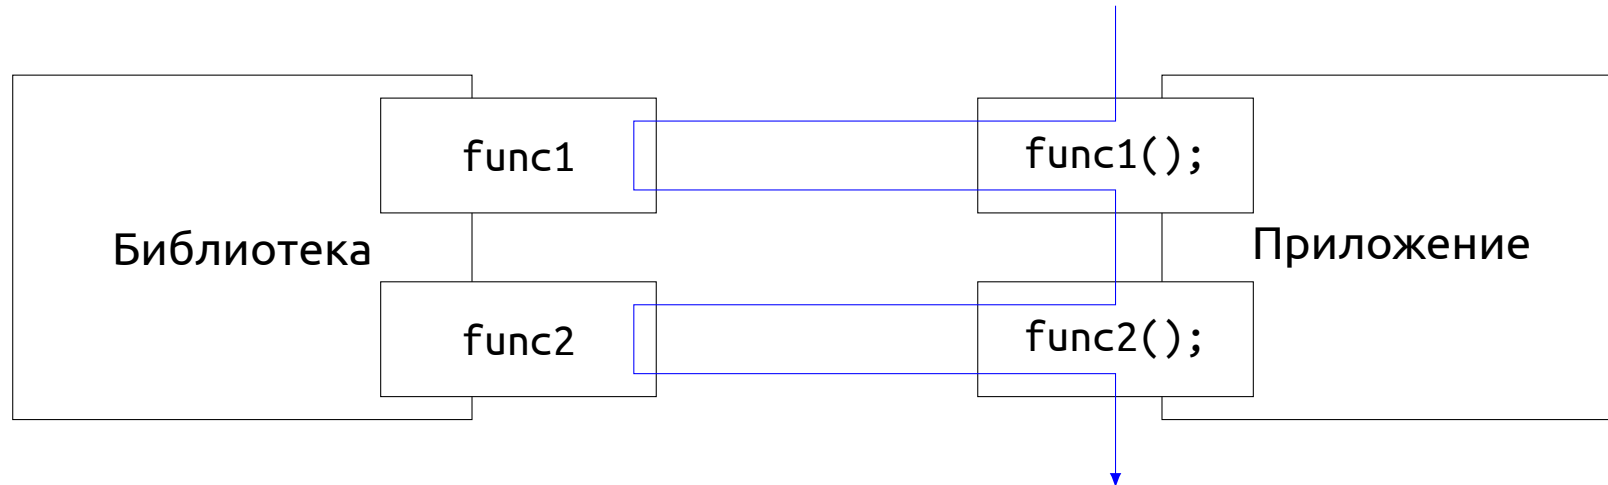 func1
func1();
Библиотека
Приложение
func2
func2();